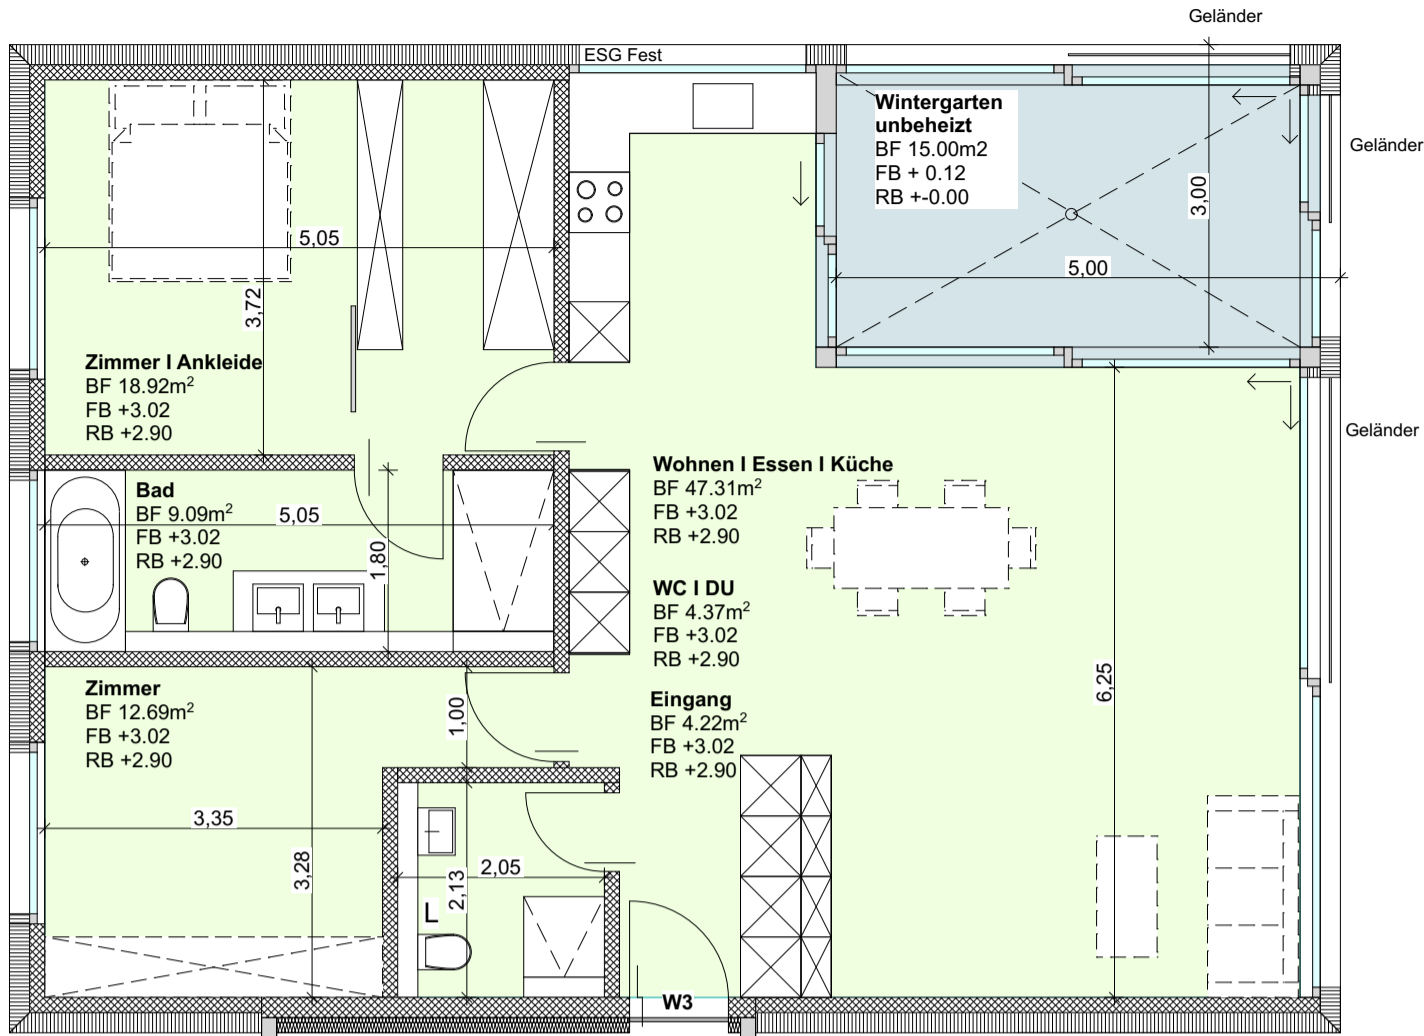 Geländer
ESG Fest
Wintergarten
unbeheizt
BF 15.00m2
FB + 0.12
RB +-0.00
Geländer
3,00
5,00
5,05
3,72
Zimmer I Ankleide
BF 18.92m²
FB +3.02
RB +2.90
Geländer
Wohnen I Essen I Küche
BF 47.31m²
FB +3.02
RB +2.90
Bad
BF 9.09m²
FB +3.02
RB +2.90
5,05
1,80
WC I DU
BF 4.37m²
FB +3.02
RB +2.90
Zimmer
BF 12.69m²
FB +3.02
RB +2.90
1,00
Eingang
BF 4.22m²
FB +3.02
RB +2.90
6,25
3,35
3,28
2,05
2,13
W3